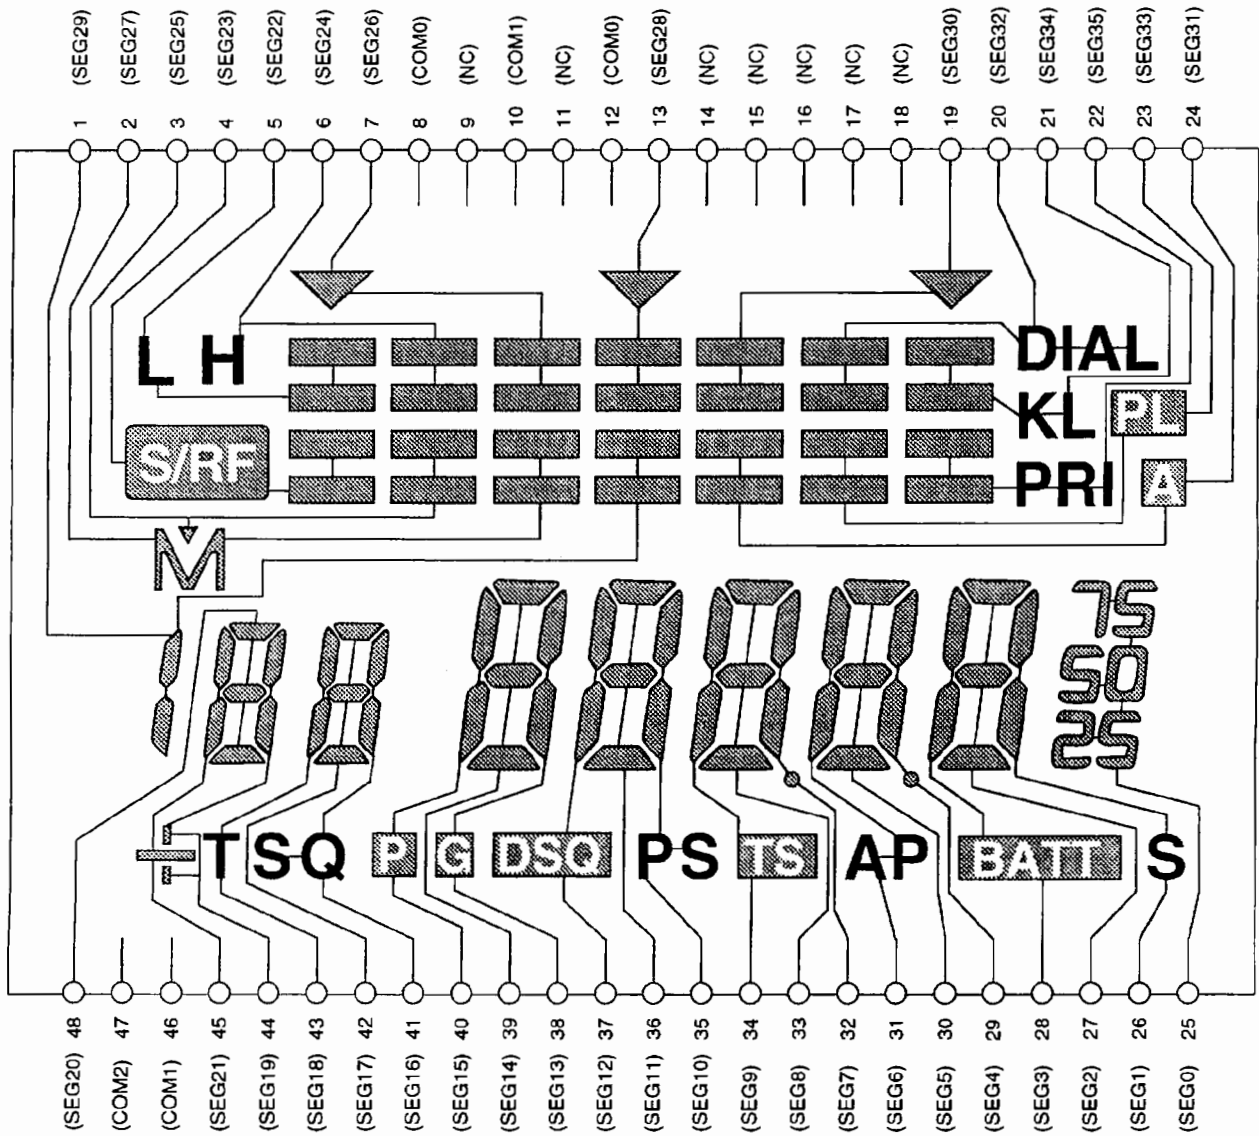 (SEG29) (SEG27) (SEG25) (SEG23) (SEG22) (SEG24) (SEG26) (COM0) (NC) (COM1) (NC) (COM0) (SEG28) (NC) (NC) (NC) (NC) (NC) (SEG30) (SEG32) (SEG34) (SEG35) (SEG33) (SEG31)
1 2 3 4 5 6 7 8 9 10 11 12 13 14 15 16 17 18 19 20 21 22 23 24
L H DIAL
KL PL
S/RF PRI A
M
75
50
25
T SQ P G DSQ PS TS AP BATT S
48 47 46 45 44 43 42 41 40 39 38 37 36 35 34 33 32 31 30 29 28 27 26 25
(SEG20) (COM2) (COM1) (SEG21) (SEG19) (SEG18) (SEG17) (SEG16) (SEG15) (SEG14) (SEG13) (SEG12) (SEG11) (SEG10) (SEG9) (SEG8) (SEG7) (SEG6) (SEG5) (SEG4) (SEG3) (SEG2) (SEG1) (SEG0)